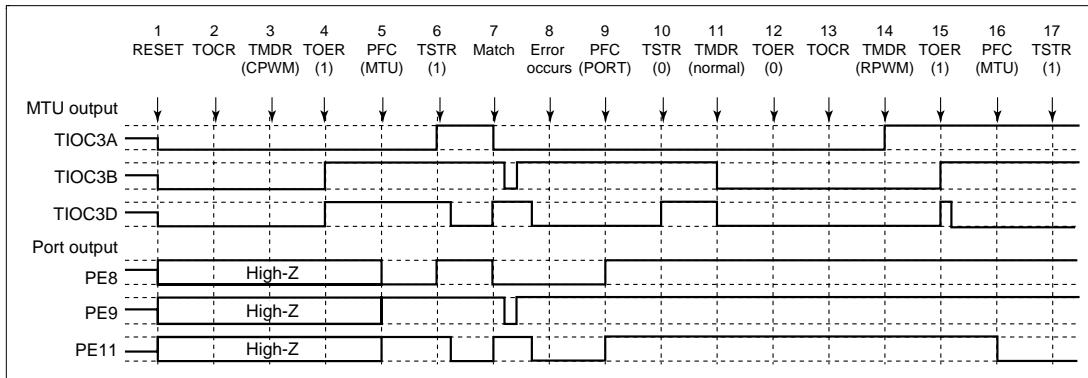 1 2 3 4 5 6 7 8 9 10 11 12 13 14 15 16 17
RESET TOCR TMDR TOER PFC TSTR Match Error PFC TSTR TMDR TOER TOCR TMDR TOER PFC TSTR
(CPWM) (1) (MTU) (1) occurs (PORT) (0) (normal) (0) (RPWM) (1) (MTU) (1)
MTU output
TIOC3A
TIOC3B
TIOC3D
Port output
PE8 High-Z
PE9 High-Z
PE11 High-Z